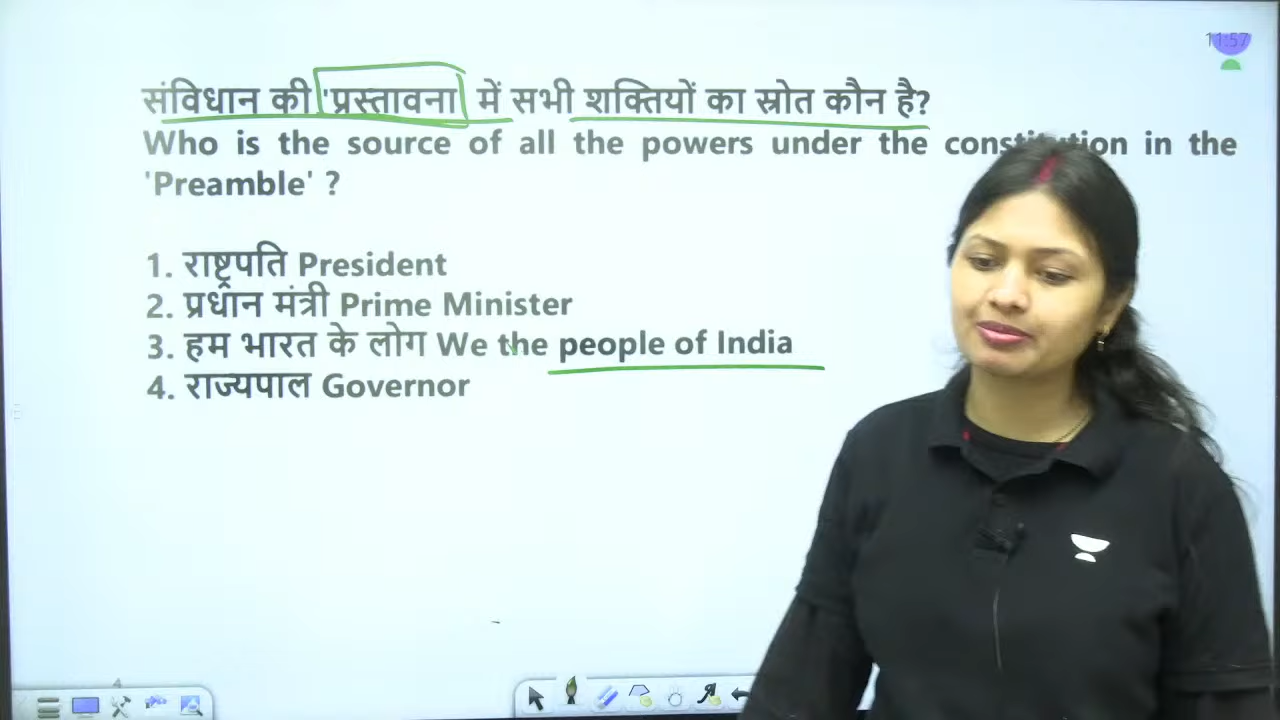 11:57
संविधान की 'प्रस्तावना' में सभी शक्तियों का स्रोत कौन है?
Who is the source of all the powers under the constitution in the
'Preamble' ?
1. राष्ट्रपति President
2. प्रधान मंत्री Prime Minister
3. हम भारत के लोग We the people of India
4. राज्यपाल Governor